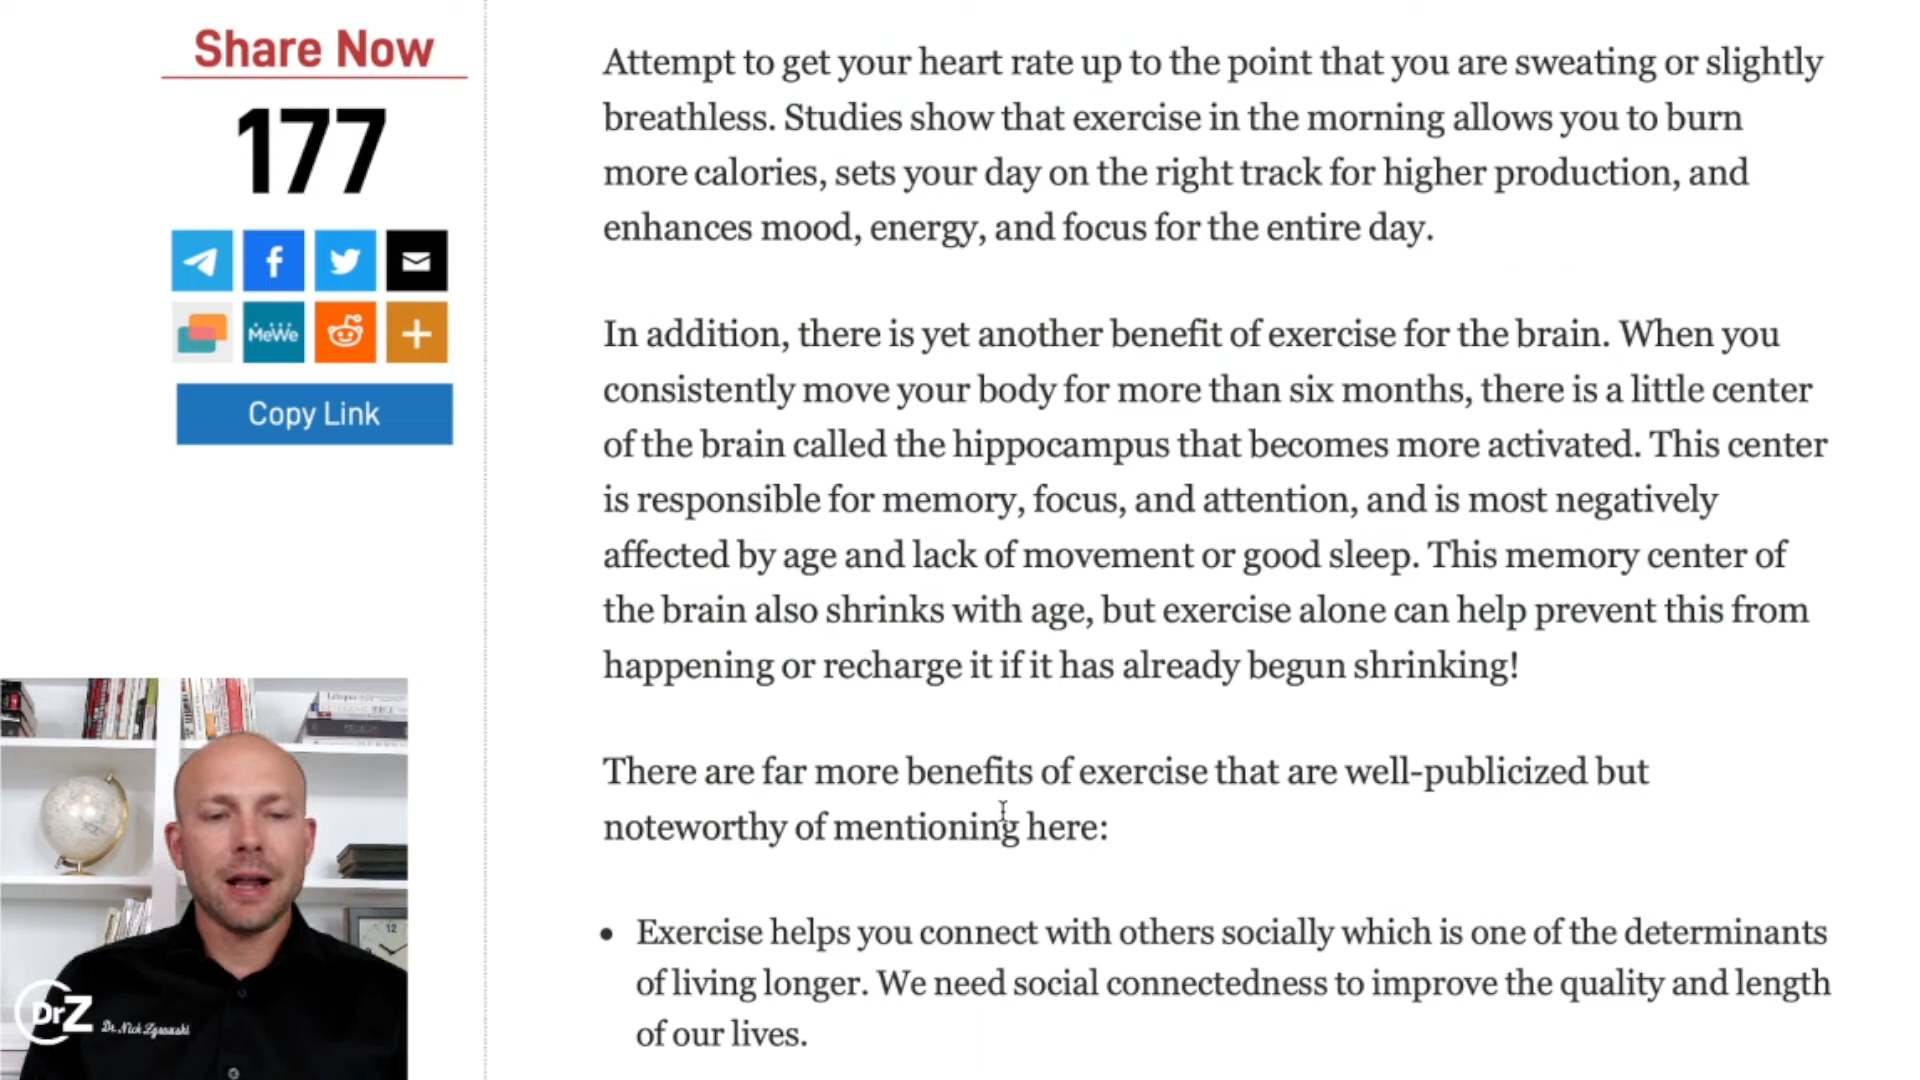 Share Now
177
MeWe
Copy Link
Attempt to get your heart rate up to the point that you are sweating or slightly
breathless. Studies show that exercise in the morning allows you to burn
more calories, sets your day on the right track for higher production, and
enhances mood, energy, and focus for the entire day.
In addition, there is yet another benefit of exercise for the brain. When you
consistently move your body for more than six months, there is a little center
of the brain called the hippocampus that becomes more activated. This center
is responsible for memory, focus, and attention, and is most negatively
affected by age and lack of movement or good sleep. This memory center of
the brain also shrinks with age, but exercise alone can help prevent this from
happening or recharge it if it has already begun shrinking!
There are far more benefits of exercise that are well-publicized but
noteworthy of mentioning here:
• Exercise helps you connect with others socially which is one of the determinants
of living longer. We need social connectedness to improve the quality and length
of our lives.
12
DrZ
Dr. Nick